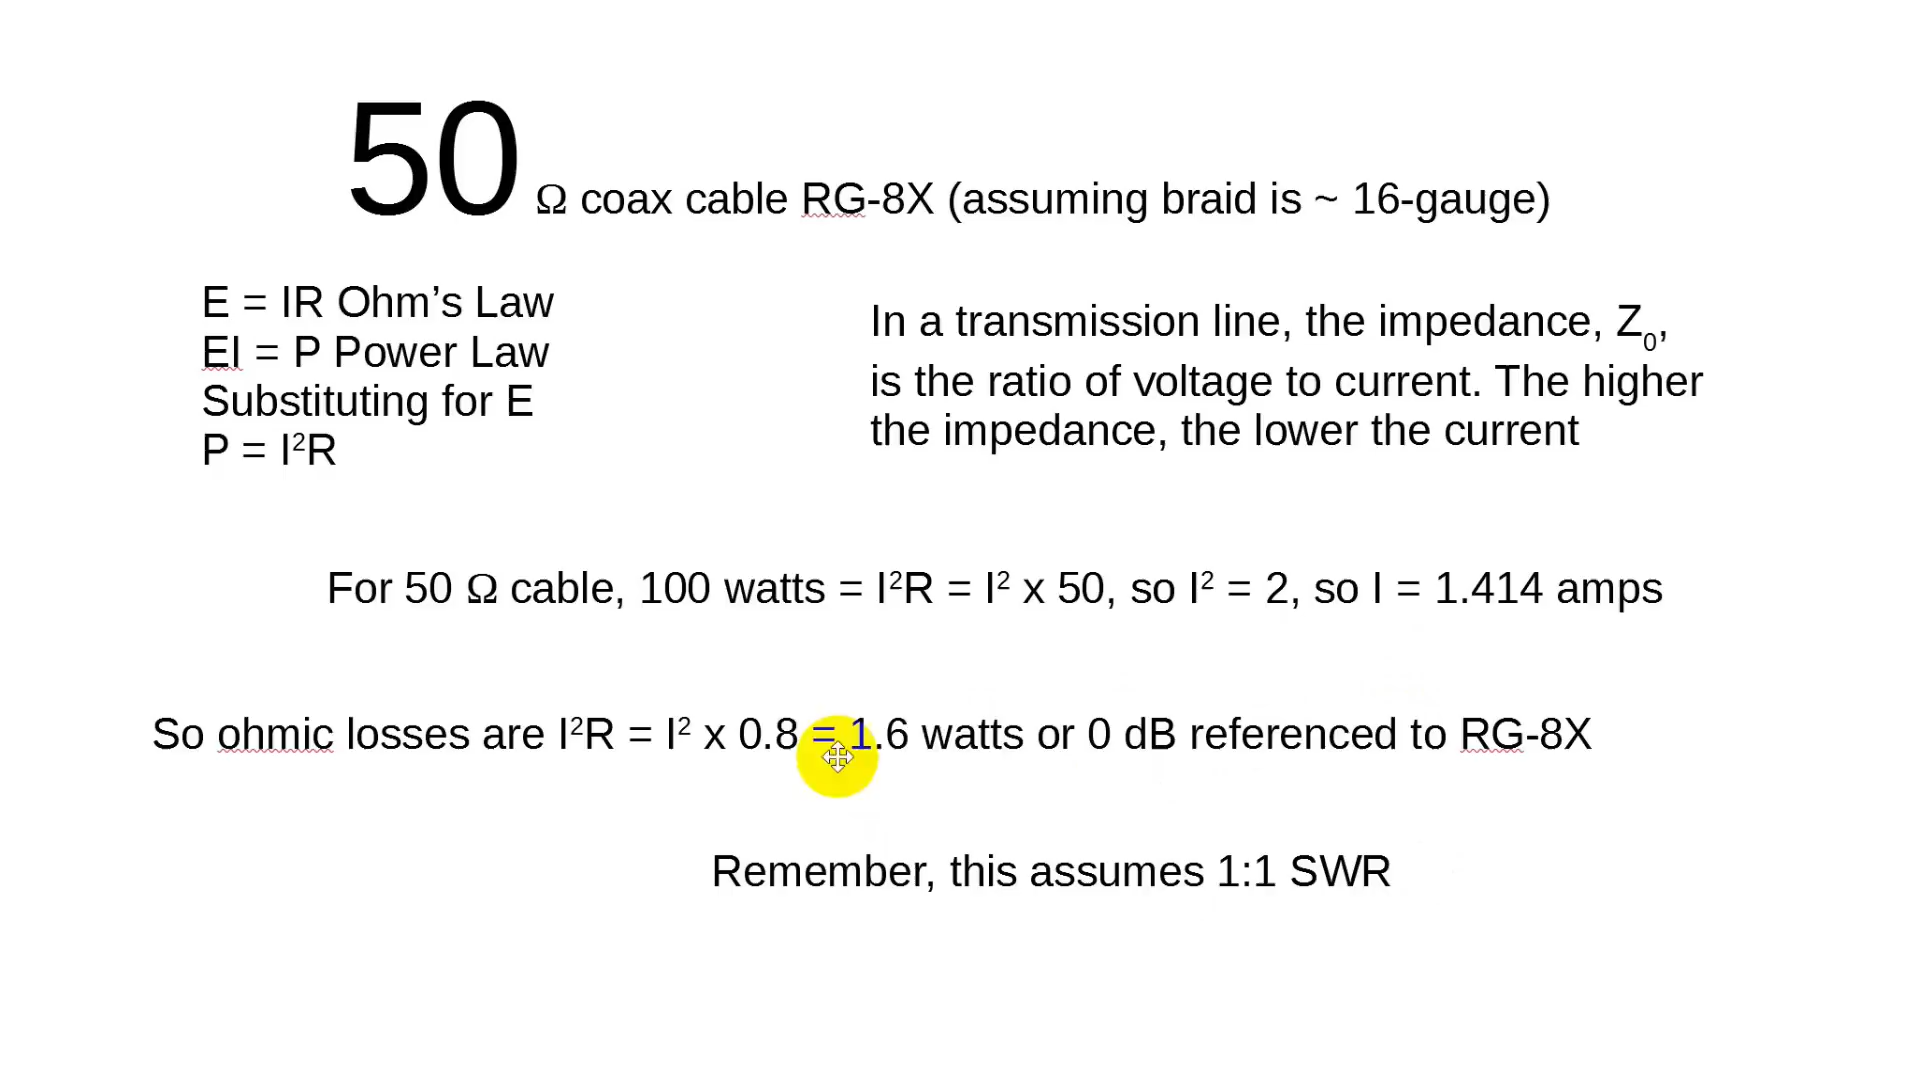 50 Ω coax cable RG-8X (assuming braid is ~ 16-gauge)
E = IR Ohm’s Law
EI = P Power Law
Substituting for E
P = I²R
In a transmission line, the impedance, Z₀,
is the ratio of voltage to current. The higher
the impedance, the lower the current
For 50 Ω cable, 100 watts = I²R = I² x 50, so I² = 2, so I = 1.414 amps
So ohmic losses are I²R = I² x 0.8 = 1.6 watts or 0 dB referenced to RG-8X
Remember, this assumes 1:1 SWR